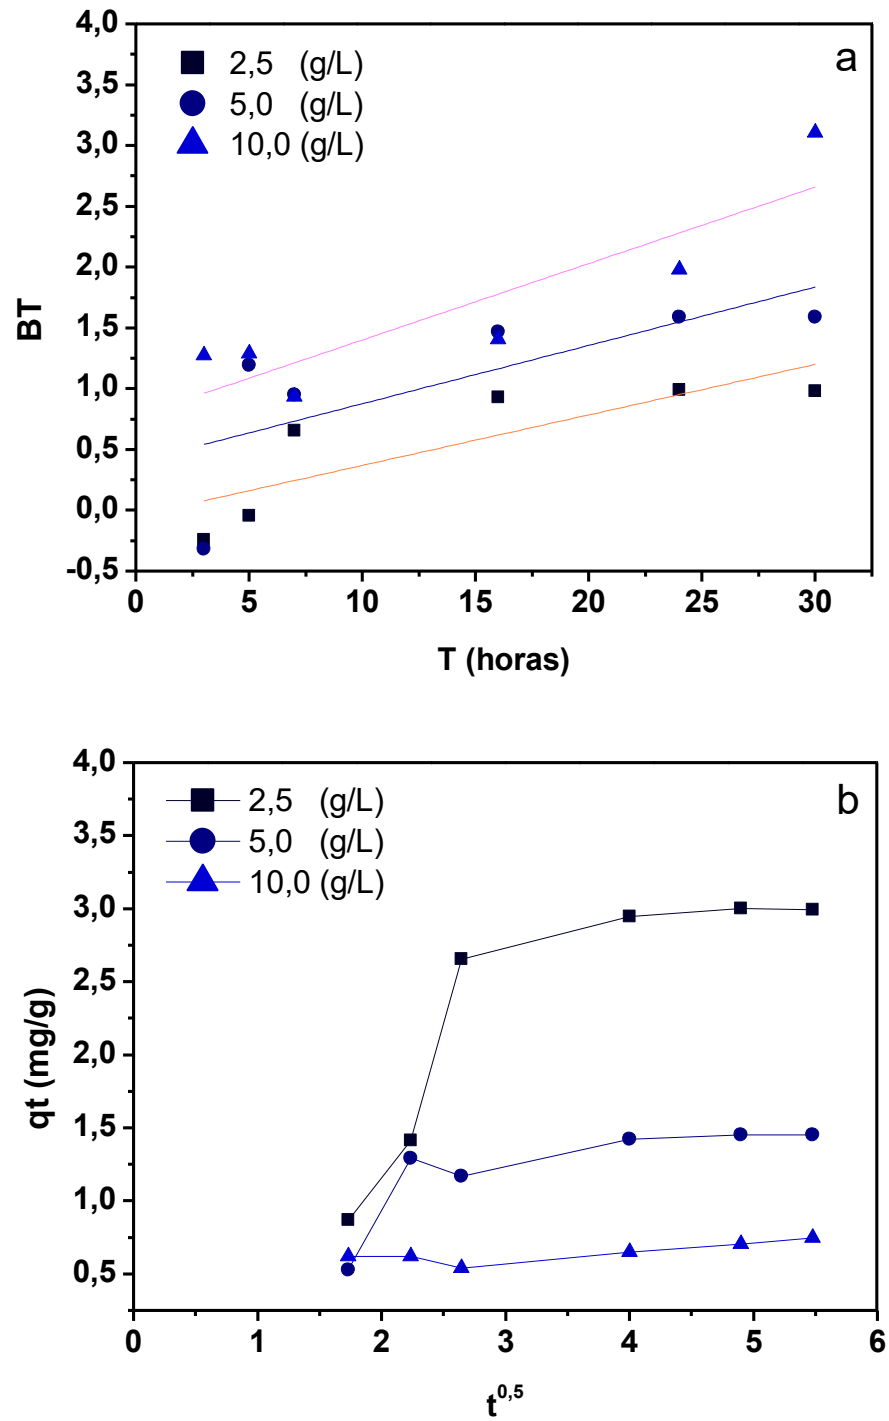 4,0
3,5
3,0
2,5
2,0
1,5
1,0
0,5
0,0
-0,5
BT
2,5 (g/L)
5,0 (g/L)
10,0 (g/L)
a
0 5 10 15 20 25 30
T (horas)
4,0
3,5
3,0
2,5
2,0
1,5
1,0
0,5
qt (mg/g)
2,5 (g/L)
5,0 (g/L)
10,0 (g/L)
b
0 1 2 3 4 5 6
t^0,5